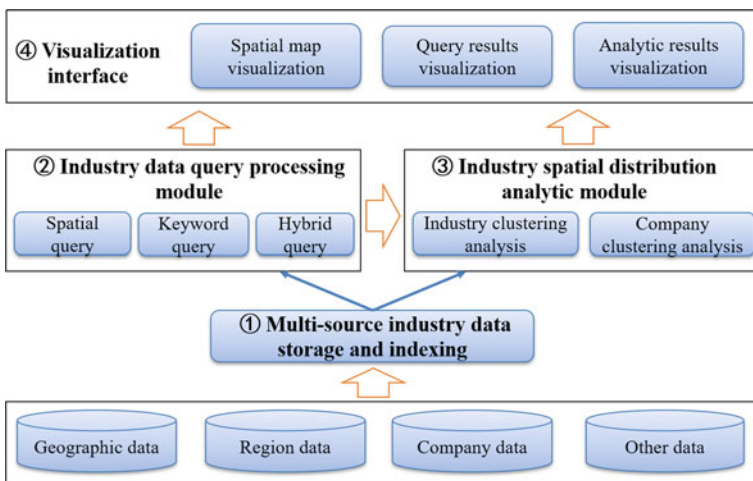 ④ Visualization
interface
Spatial map
visualization
Query results
visualization
Analytic results
visualization
② Industry data query processing
module
Spatial
query
Keyword
query
Hybrid
query
③ Industry spatial distribution
analytic module
Industry clustering
analysis
Company
clustering analysis
① Multi-source industry data
storage and indexing
Geographic data
Region data
Company data
Other data